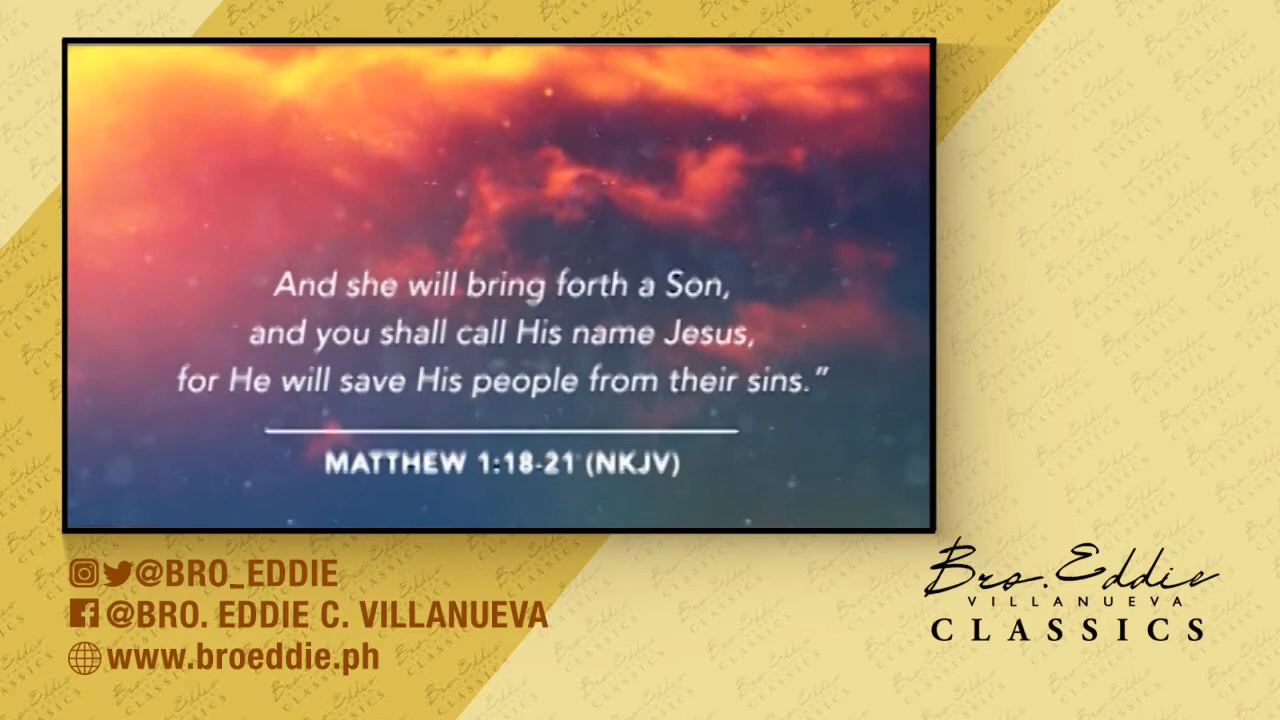 And she will bring forth a Son,
and you shall call His name Jesus,
for He will save His people from their sins.”
MATTHEW 1:18-21 (NKJV)
@BRO_EDDIE
@BRO. EDDIE C. VILLANUEVA
www.broeddie.ph
Bro. Eddie
VILLANUEVA
CLASSICS